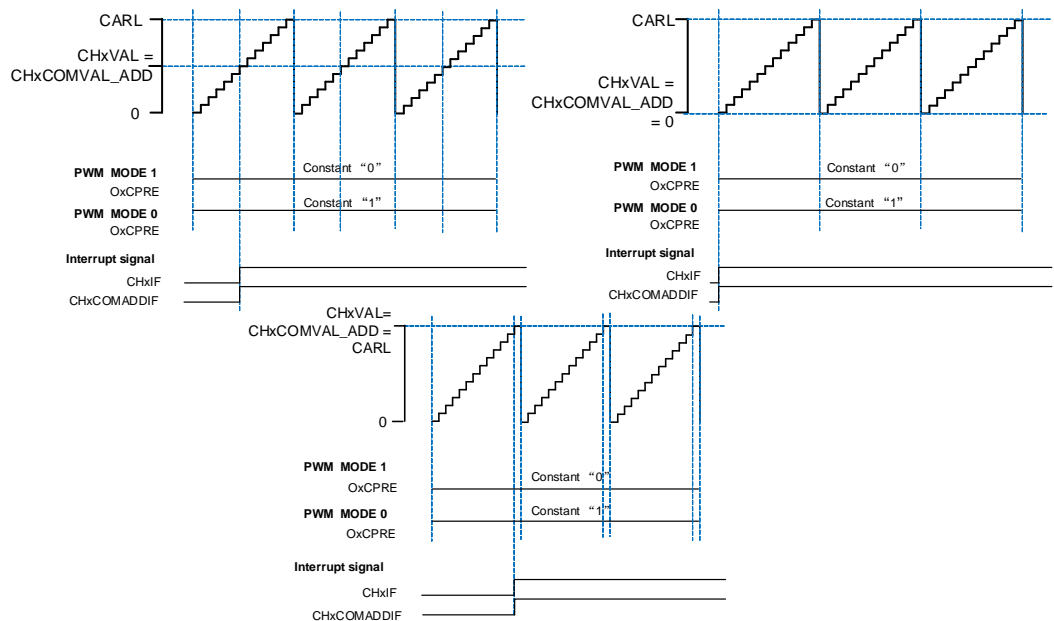 CARL
CHxVAL =
CHxCOMVAL_ADD
0
PWM MODE 1
OxCPRE
Constant “0”
PWM MODE 0
OxCPRE
Constant “1”
Interrupt signal
CHxIF
CHxCOMADDIF
CARL
CHxVAL =
CHxCOMVAL_ADD
= 0
PWM MODE 1
OxCPRE
Constant “0”
PWM MODE 0
OxCPRE
Constant “1”
Interrupt signal
CHxIF
CHxCOMADDIF
CHxVAL=
CHxCOMVAL_ADD =
CARL
0
PWM MODE 1
OxCPRE
Constant “0”
PWM MODE 0
OxCPRE
Constant “1”
Interrupt signal
CHxIF
CHxCOMADDIF